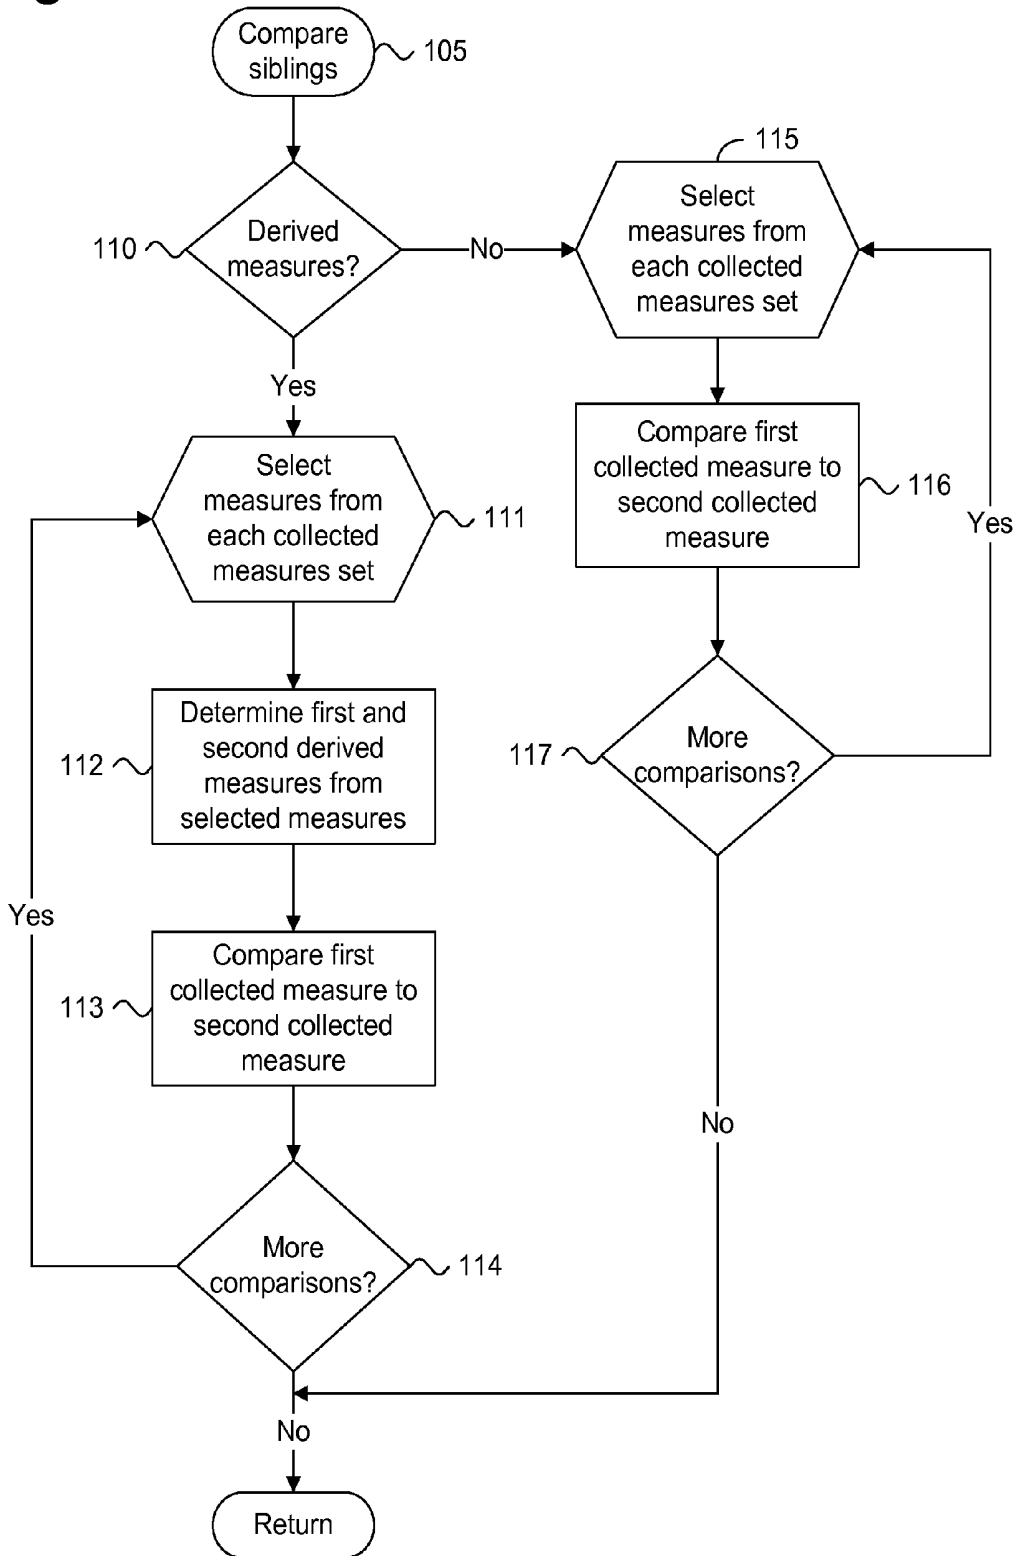 Compare
siblings
105
110
Derived
measures?
No
115
Select
measures from
each collected
measures set
Yes
Compare first
collected measure to
second collected
measure
116
Yes
Select
measures from
each collected
measures set
111
Determine first and
second derived
measures from
selected measures
112
117
More
comparisons?
Yes
Compare first
collected measure to
second collected
measure
113
No
More
comparisons?
114
No
Return